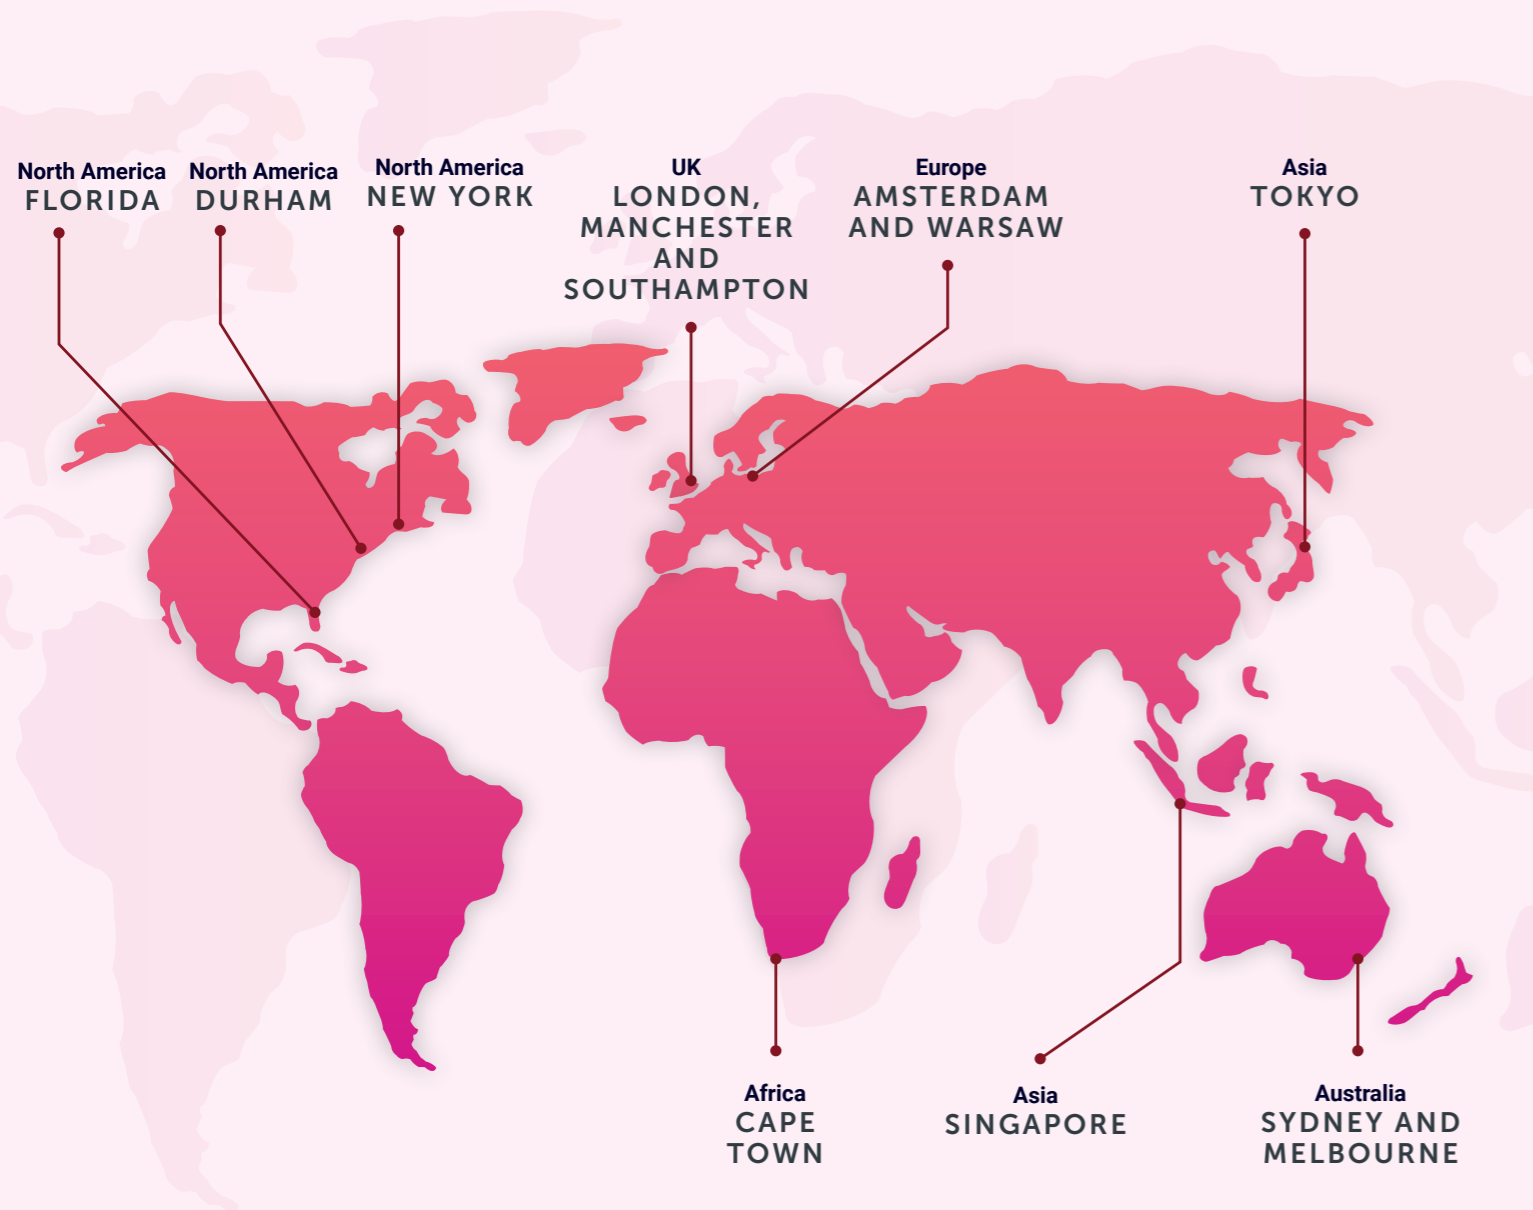 North America
FLORIDA
North America
DURHAM
North America
NEW YORK
UK
LONDON,
MANCHESTER
AND
SOUTHAMPTON
Europe
AMSTERDAM
AND WARSAW
Asia
TOKYO
Africa
CAPE
TOWN
Asia
SINGAPORE
Australia
SYDNEY AND
MELBOURNE